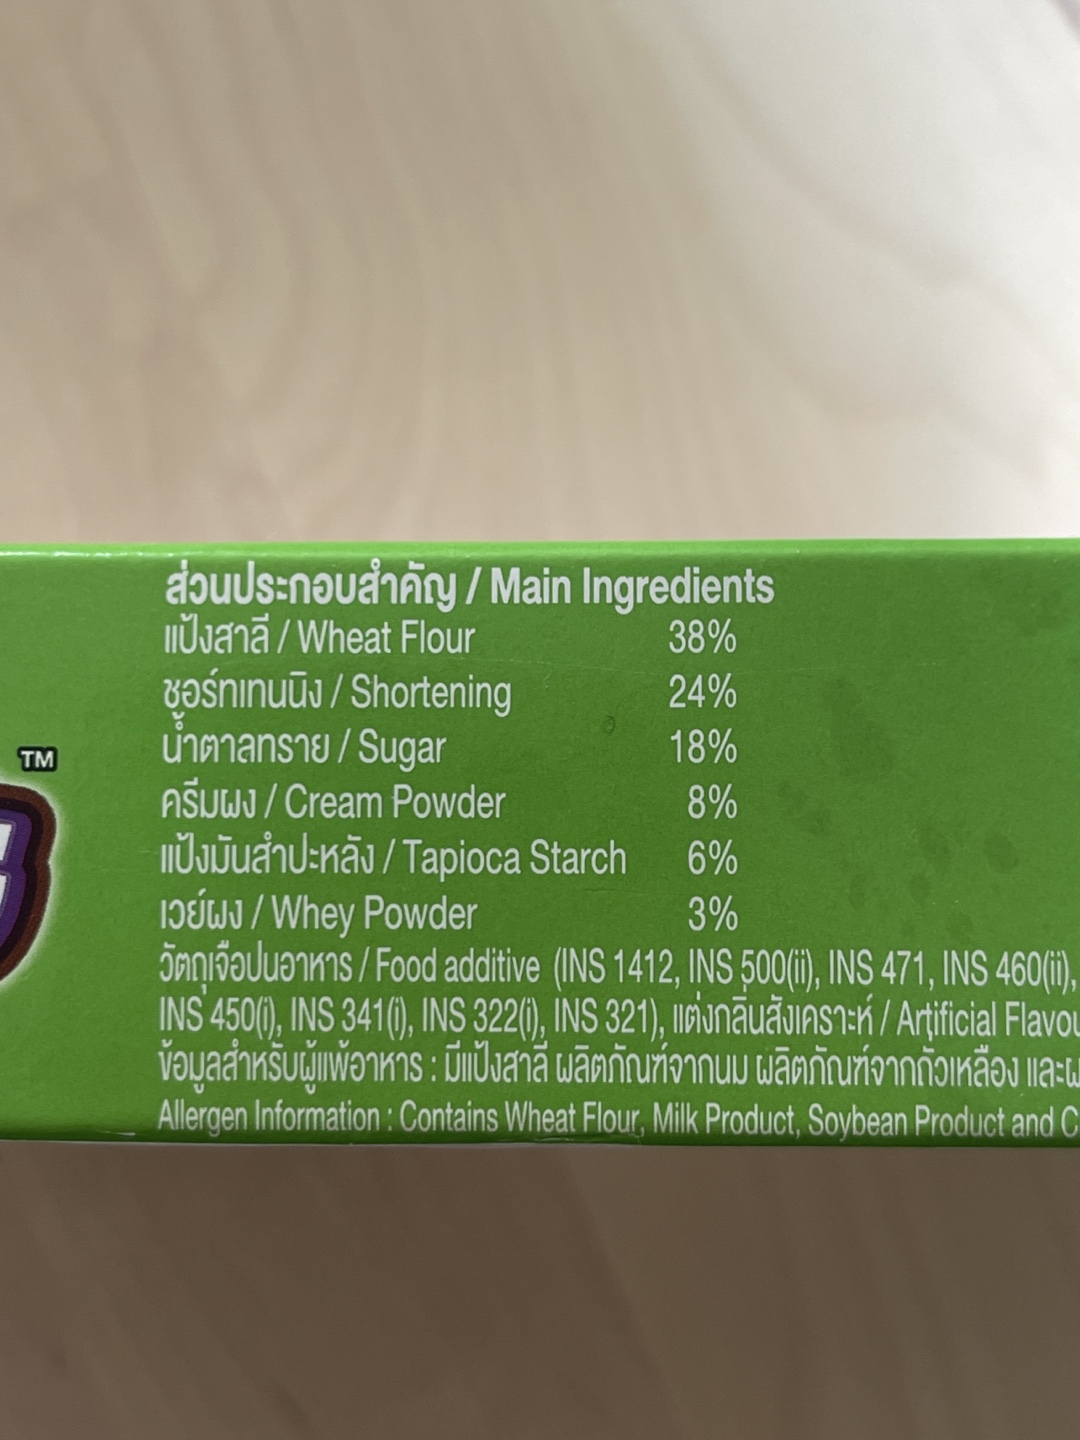 ส่วนประกอบสำคัญ / Main Ingredients
แป้งสาลี / Wheat Flour 38%
ชอร์ทเทนนิง / Shortening 24%
น้ำตาลทราย / Sugar 18%
TM
ครีมผง / Cream Powder 8%
แป้งมันสำปะหลัง / Tapioca Starch 6%
เวย์ผง / Whey Powder 3%
วัตถุเจือปนอาหาร / Food additive (INS 1412, INS 500(ii), INS 471, INS 460(ii),
INS 450(i), INS 341(i), INS 322(i), INS 321), แต่งกลิ่นสังเคราะห์ / Artificial
ข้อมูลสำหรับผู้แพ้อาหาร : มีแป้งสาลี ผลิตภัณฑ์จากนม ผลิตภัณฑ์จากถั่วเหลือง และ
Allergen Information : Contains Wheat Flour, Milk Product, Soybean Product and